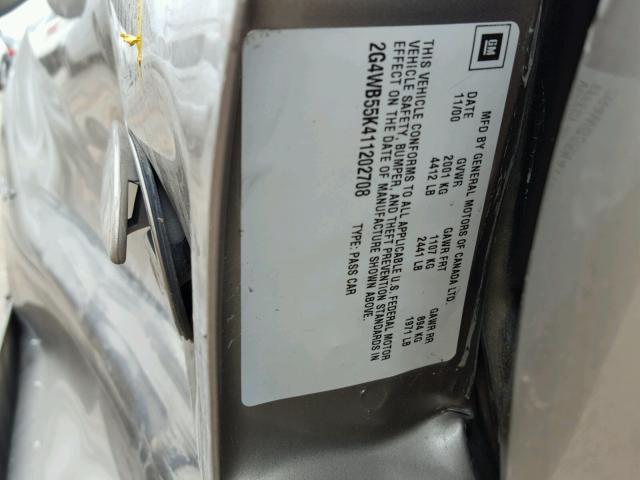 GM
MFD BY GENERAL MOTORS OF CANADA LTD.
DATE GVWR GAWR FRT GAWR RR
11/00 2001 KG 1107 KG 894 KG
4412 LB 2441 LB 1971 LB
THIS VEHICLE CONFORMS TO ALL APPLICABLE U.S. FEDERAL MOTOR
VEHICLE SAFETY, BUMPER, AND THEFT PREVENTION STANDARDS IN
EFFECT ON THE DATE OF MANUFACTURE SHOWN ABOVE.
2G4WB55K411202708 TYPE: PASS CAR